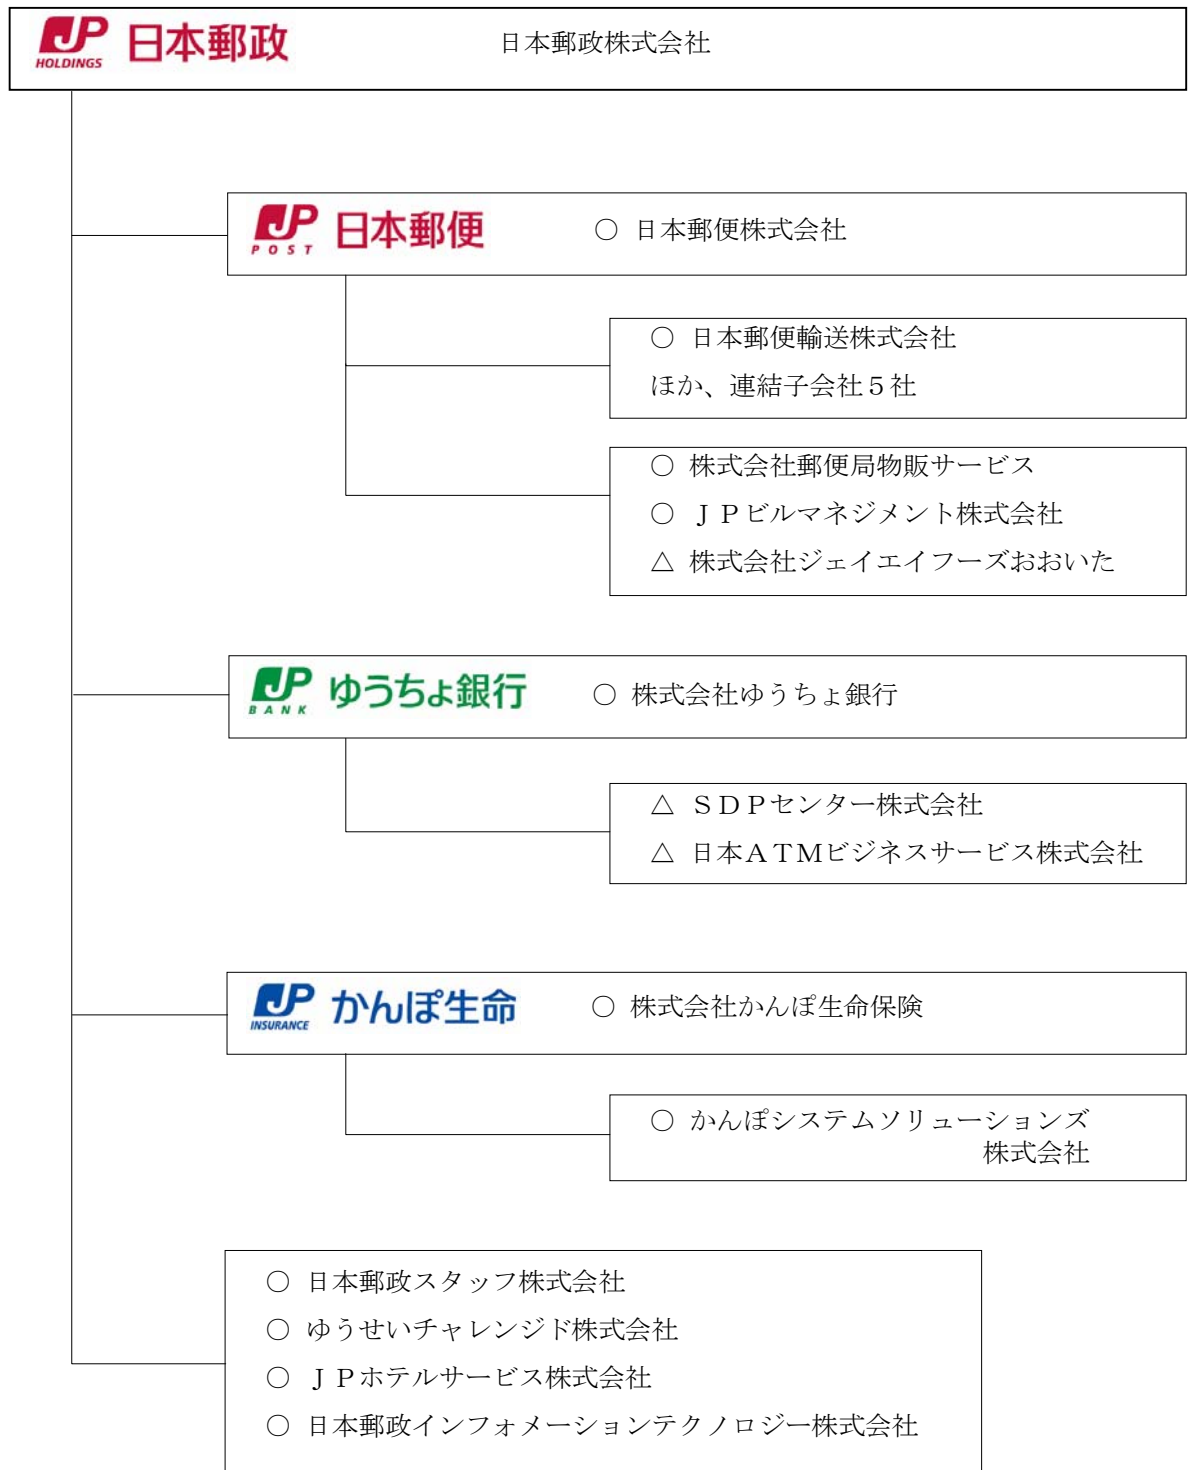 JP HOLDINGS 日本郵政 日本郵政株式会社
JP POST 日本郵便 ○ 日本郵便株式会社
○ 日本郵便輸送株式会社
ほか、連結子会社５社
○ 株式会社郵便局物販サービス
○ ＪＰビルマネジメント株式会社
△ 株式会社ジェイエイフーズおおいた
JP BANK ゆうちょ銀行 ○ 株式会社ゆうちょ銀行
△ ＳＤＰセンター株式会社
△ 日本ＡＴＭビジネスサービス株式会社
JP INSURANCE かんぽ生命 ○ 株式会社かんぽ生命保険
○ かんぽシステムソリューションズ
株式会社
○ 日本郵政スタッフ株式会社
○ ゆうせいチャレンジド株式会社
○ ＪＰホテルサービス株式会社
○ 日本郵政インフォメーションテクノロジー株式会社